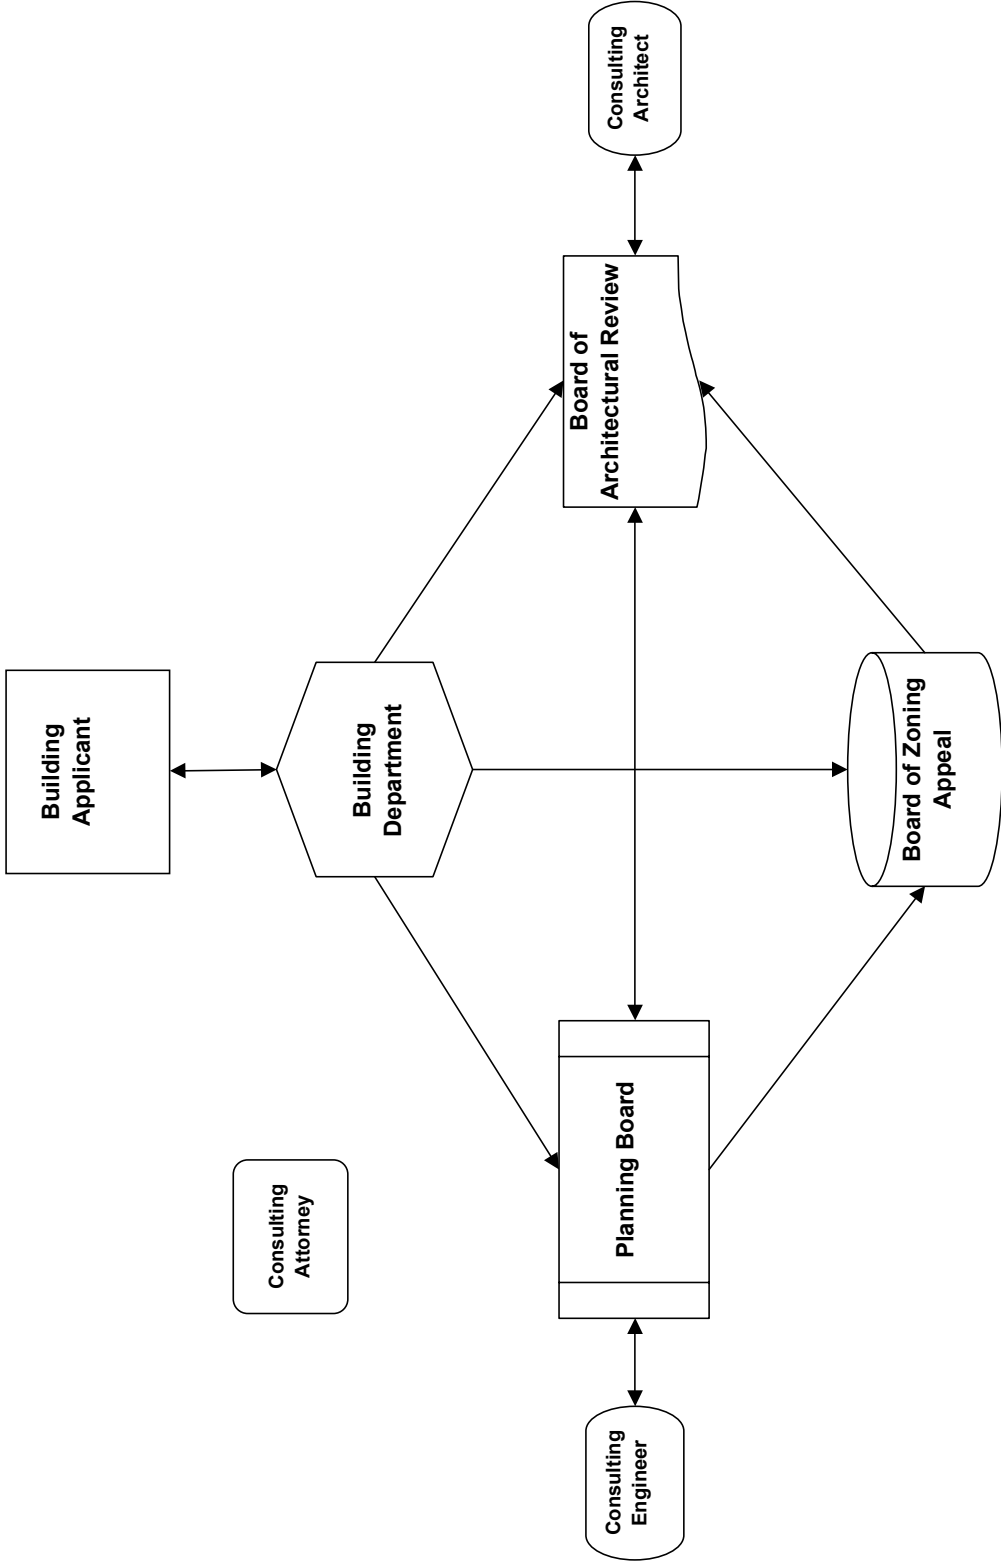 Building
Applicant
Consulting
Attorney
Building
Department
Consulting
Engineer
Planning Board
Board of
Architectural Review
Consulting
Architect
Board of Zoning
Appeal